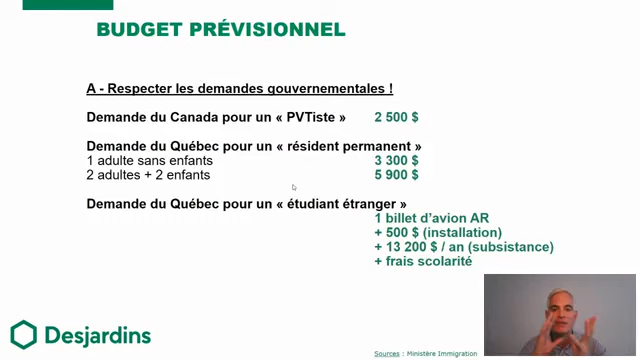 BUDGET PRÉVISIONNEL
A - Respecter les demandes gouvernementales !
Demande du Canada pour un « PVTiste » 2 500 $
Demande du Québec pour un « résident permanent »
1 adulte sans enfants 3 300 $
2 adultes + 2 enfants 5 900 $
Demande du Québec pour un « étudiant étranger »
1 billet d'avion AR
+ 500 $ (installation)
+ 13 200 $ / an (subsistance)
+ frais scolarité
Desjardins
Sources : Ministère Immigration